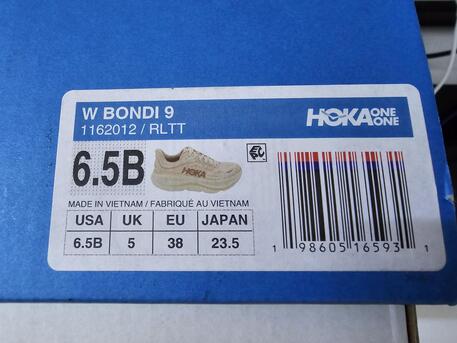 W BONDI 9
1162012 / RLTT
HOKA ONE ONE
6.5B
HOKA
MADE IN VIETNAM / FABRIQUÉ AU VIETNAM
USA UK EU JAPAN
6.5B 5 38 23.5
1 98605 16593 1